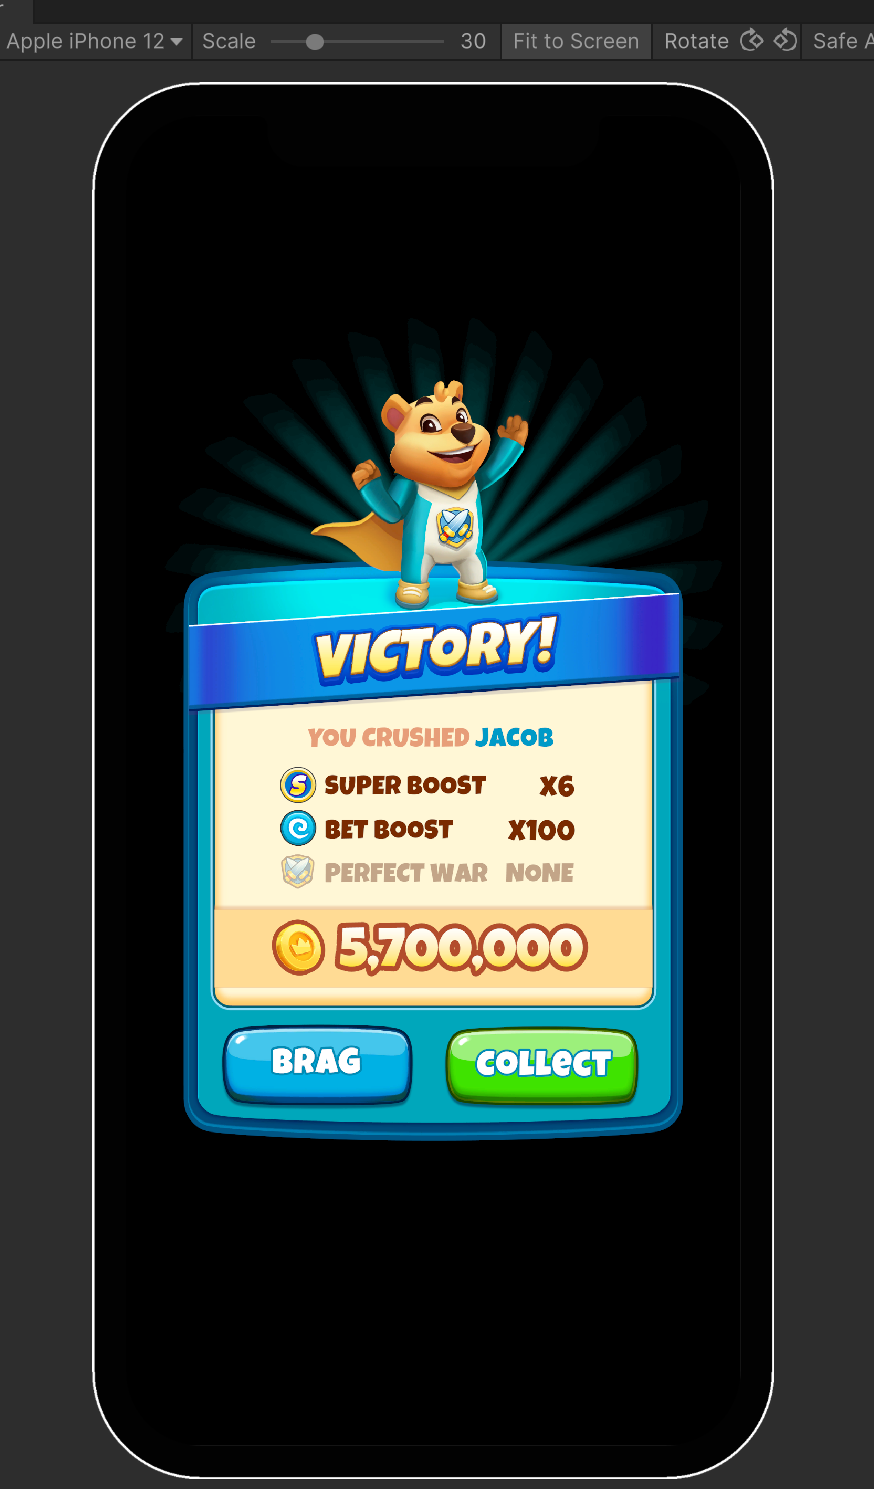 Apple iPhone 12 Scale 30 Fit to Screen Rotate Safe A
VICTORY!
YOU CRUSHED JACOB
S SUPER BOOST X6
BET BOOST X100
PERFECT WAR NONE
5,700,000
BRAG COLLECT